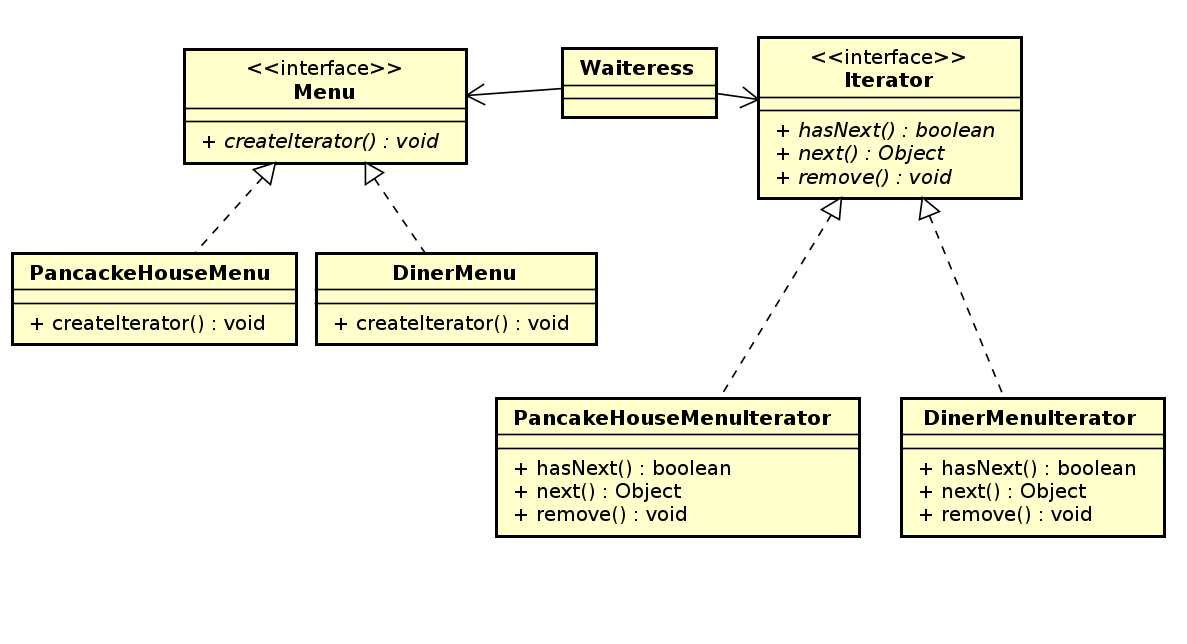 <<interface>>
Menu
+ createIterator() : void
Waiteress
<<interface>>
Iterator
+ hasNext() : boolean
+ next() : Object
+ remove() : void
PancackeHouseMenu
+ createIterator() : void
DinerMenu
+ createIterator() : void
PancakeHouseMenuIterator
+ hasNext() : boolean
+ next() : Object
+ remove() : void
DinerMenuIterator
+ hasNext() : boolean
+ next() : Object
+ remove() : void